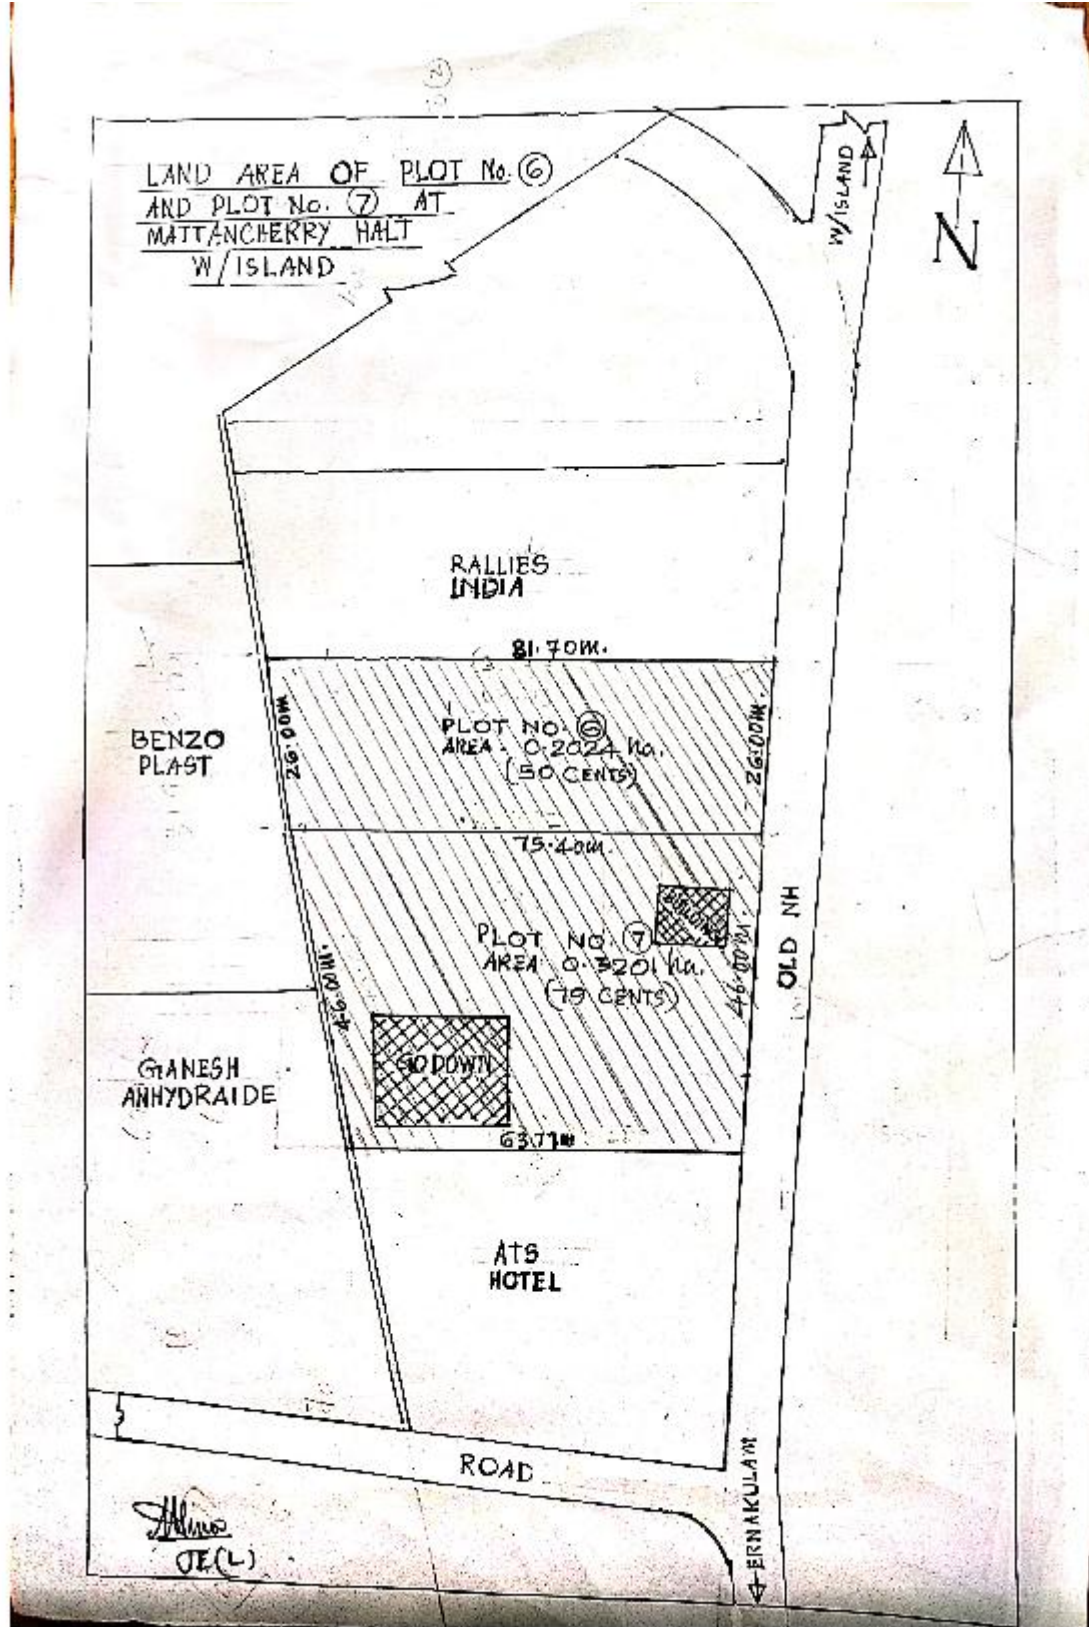 LAND AREA OF PLOT No. 6
AND PLOT No. 7 AT
MATTANCHERRY HALT
W/ISLAND
W/ISLAND
N
RALLIES
INDIA
81.70m.
BENZO
PLAST
26.00m
PLOT NO. 6
AREA - 0.2024 ha.
(50 CENTS)
26.00m.
75.40m.
BUILDING
PLOT NO. 7
AREA 0.3201 ha.
(79 CENTS)
46.00m.
46.00m.
OLD NH
GANESH
ANHYDRAIDE
GODOWN
63.77m
ATS
HOTEL
ROAD
ERNAKULAM
JE(L)